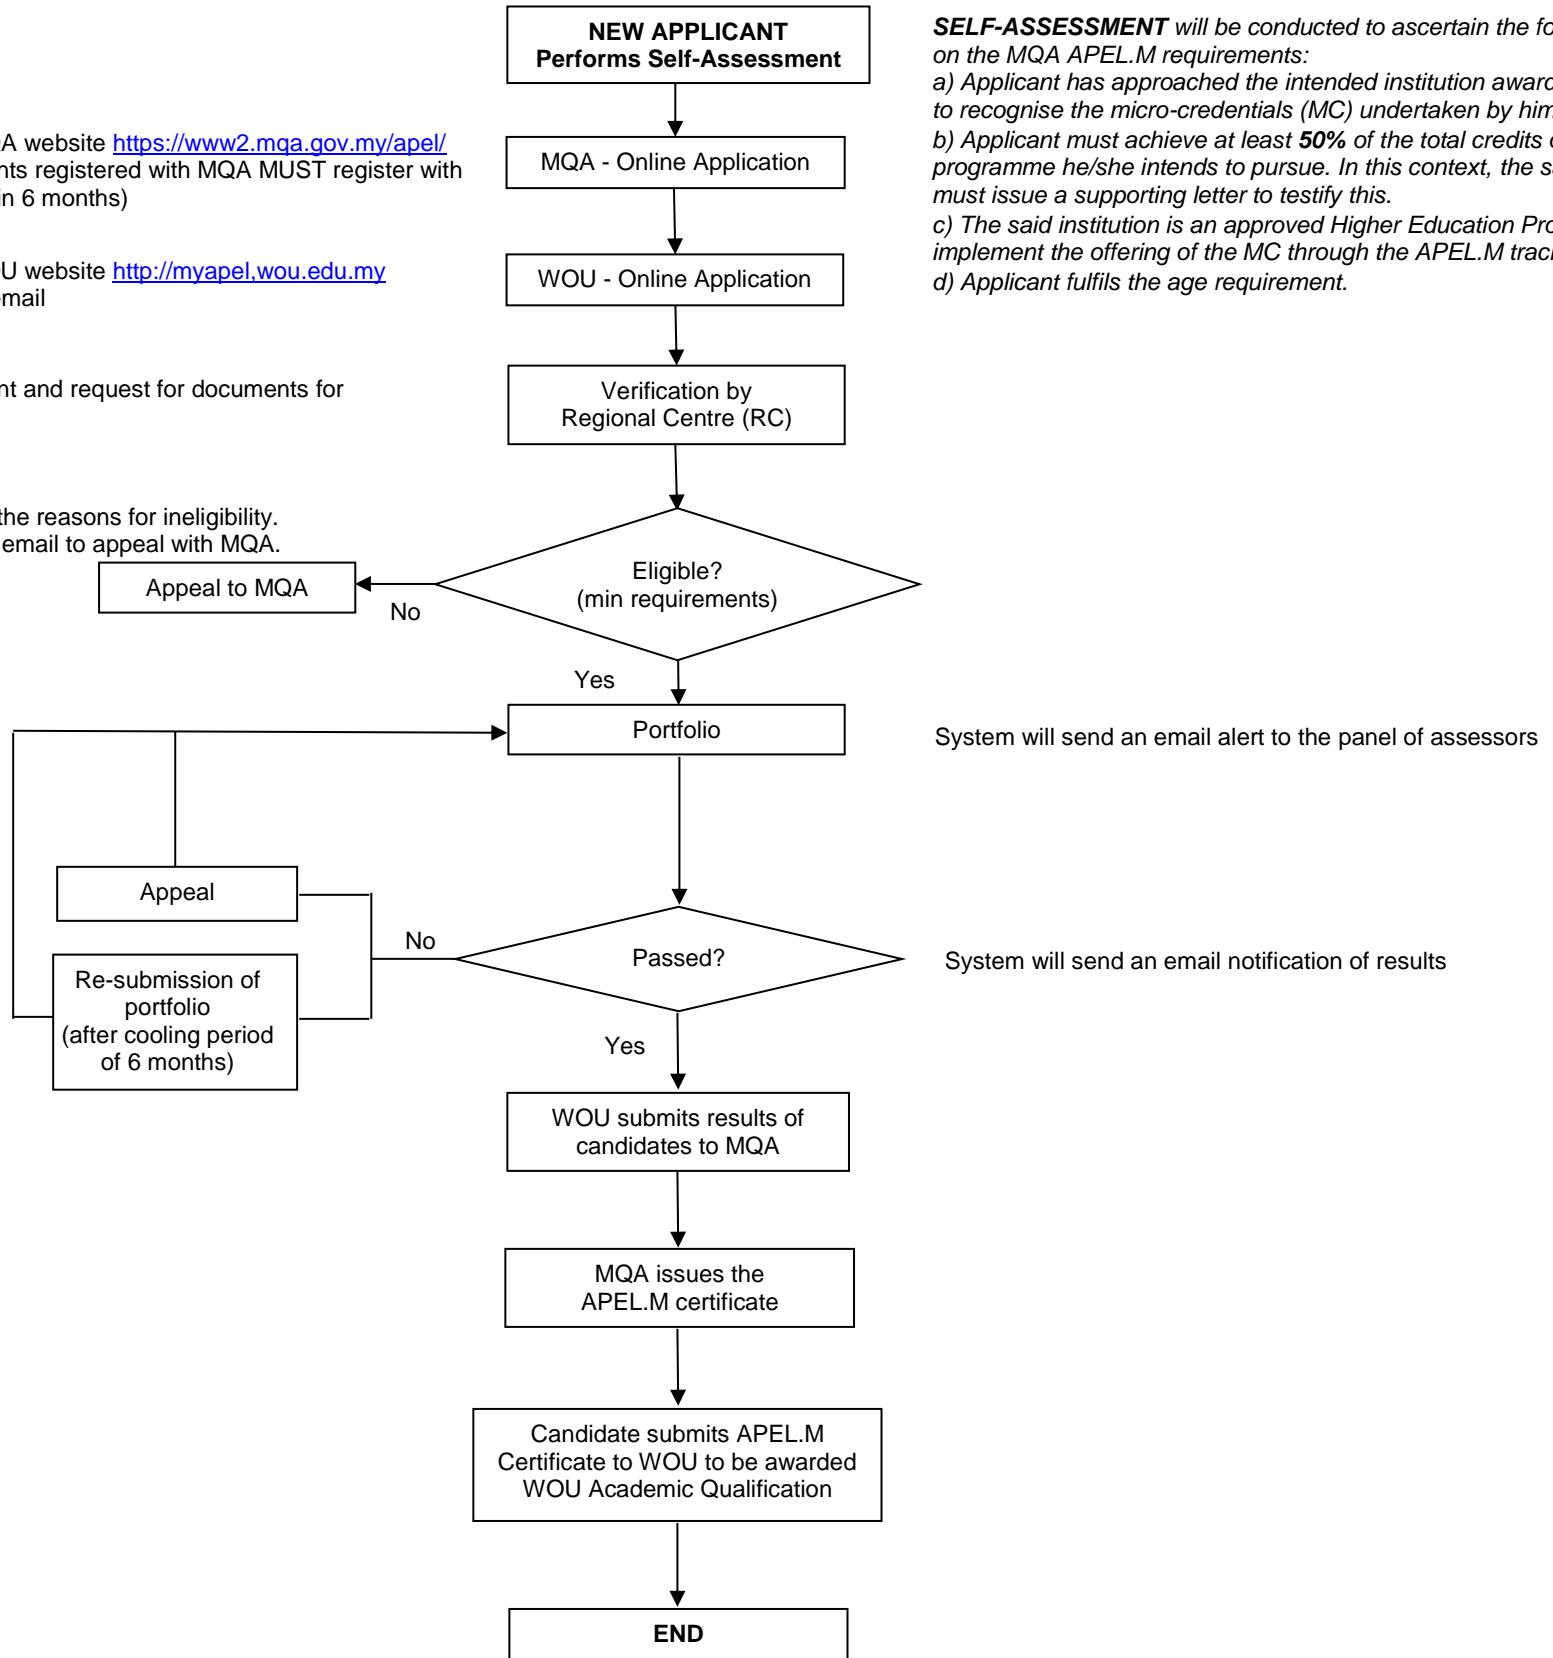 NEW APPLICANT
Performs Self-Assessment
SELF-ASSESSMENT will be conducted to ascertain the
on the MQA APEL.M requirements:
a) Applicant has approached the intended institution
to recognise the micro-credentials (MC) undertaken by him
b) Applicant must achieve at least 50% of the total credits
programme he/she intends to pursue. In this context, the
must issue a supporting letter to testify this.
c) The said institution is an approved Higher Education
implement the offering of the MC through the APEL.M
d) Applicant fulfils the age requirement.
website https://www2.mqa.gov.my/apel/
registered with MQA MUST register with
in 6 months)
MQA - Online Application
website http://myapel,wou.edu.my
email
WOU - Online Application
and request for documents for
Verification by
Regional Centre (RC)
the reasons for ineligibility.
email to appeal with MQA.
Appeal to MQA
No
Eligible?
(min requirements)
Yes
Portfolio
System will send an email alert to the panel of assessors
Appeal
No
Passed?
System will send an email notification of results
Re-submission of
portfolio
(after cooling period
of 6 months)
Yes
WOU submits results of
candidates to MQA
MQA issues the
APEL.M certificate
Candidate submits APEL.M
Certificate to WOU to be awarded
WOU Academic Qualification
END